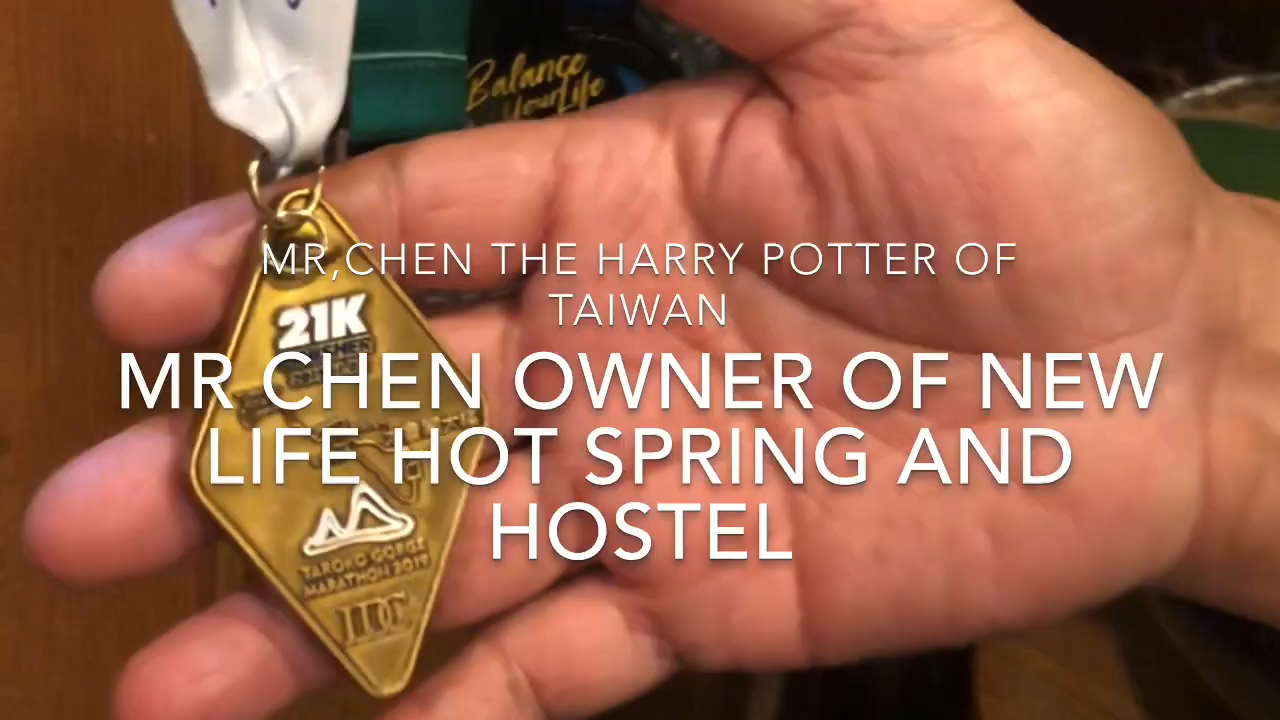 Balance
Your Life
MR,CHEN THE HARRY POTTER OF
TAIWAN
21K
FINISHER
MR CHEN OWNER OF NEW
LIFE HOT SPRING AND
HOSTEL
TAROKO GORGE
MARATHON 2019